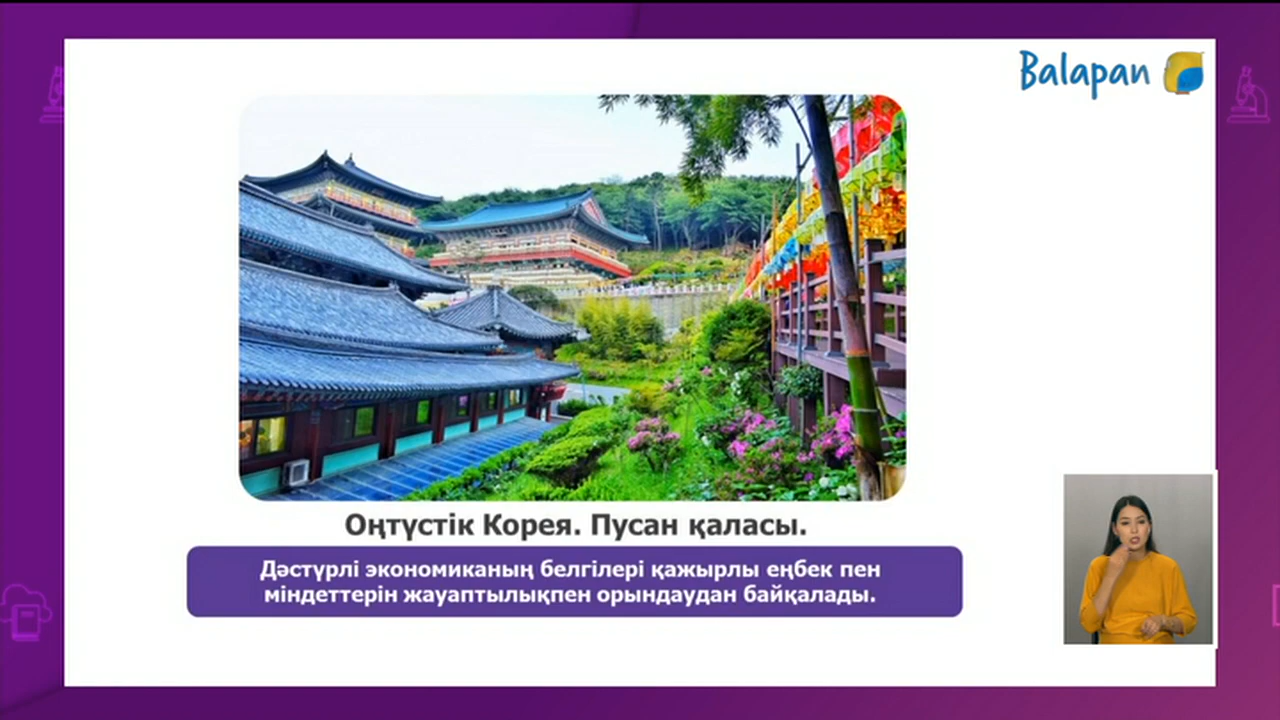 Balapan
Оңтүстік Корея. Пусан қаласы.
Дәстүрлі экономиканың белгілері қажырлы еңбек пен
міндеттерін жауаптылықпен орындаудан байқалады.